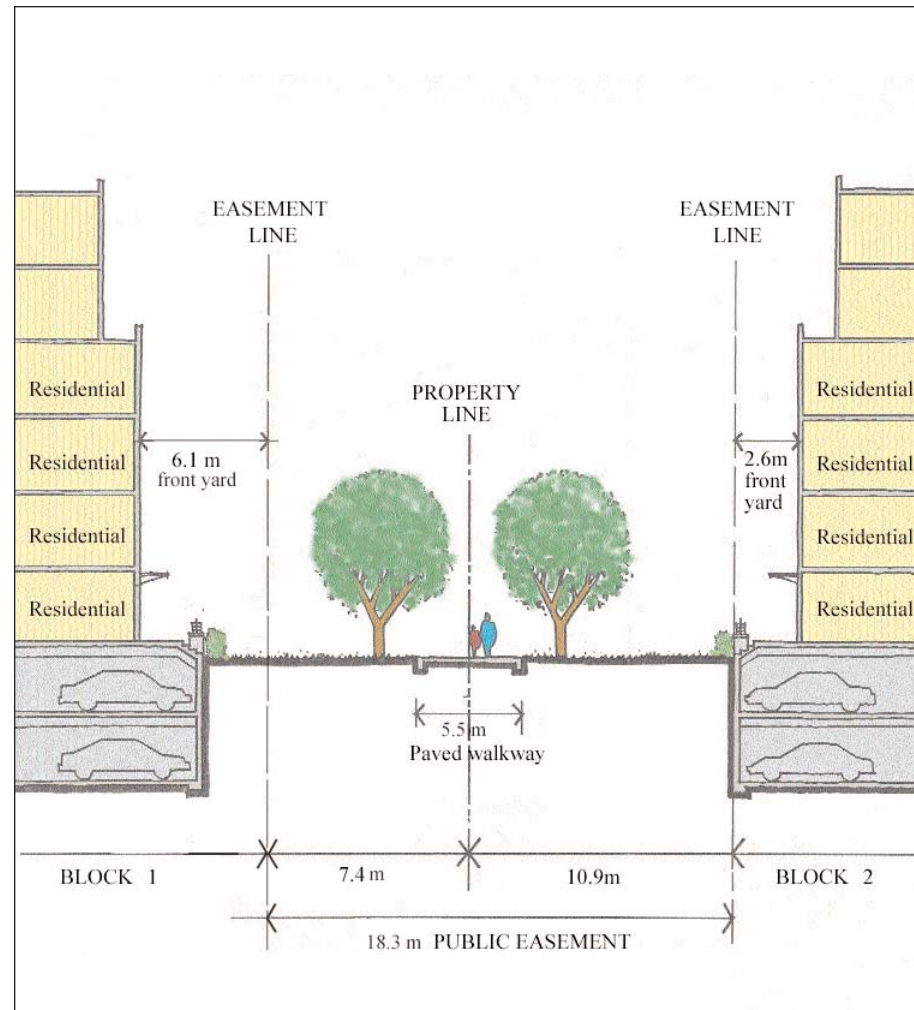 EASEMENT
LINE
EASEMENT
LINE
PROPERTY
LINE
Residential
Residential
Residential
Residential
6.1 m
front yard
2.6m
front
yard
Residential
Residential
Residential
Residential
5.5 m
Paved walkway
BLOCK 1
7.4 m
10.9m
BLOCK 2
18.3 m PUBLIC EASEMENT